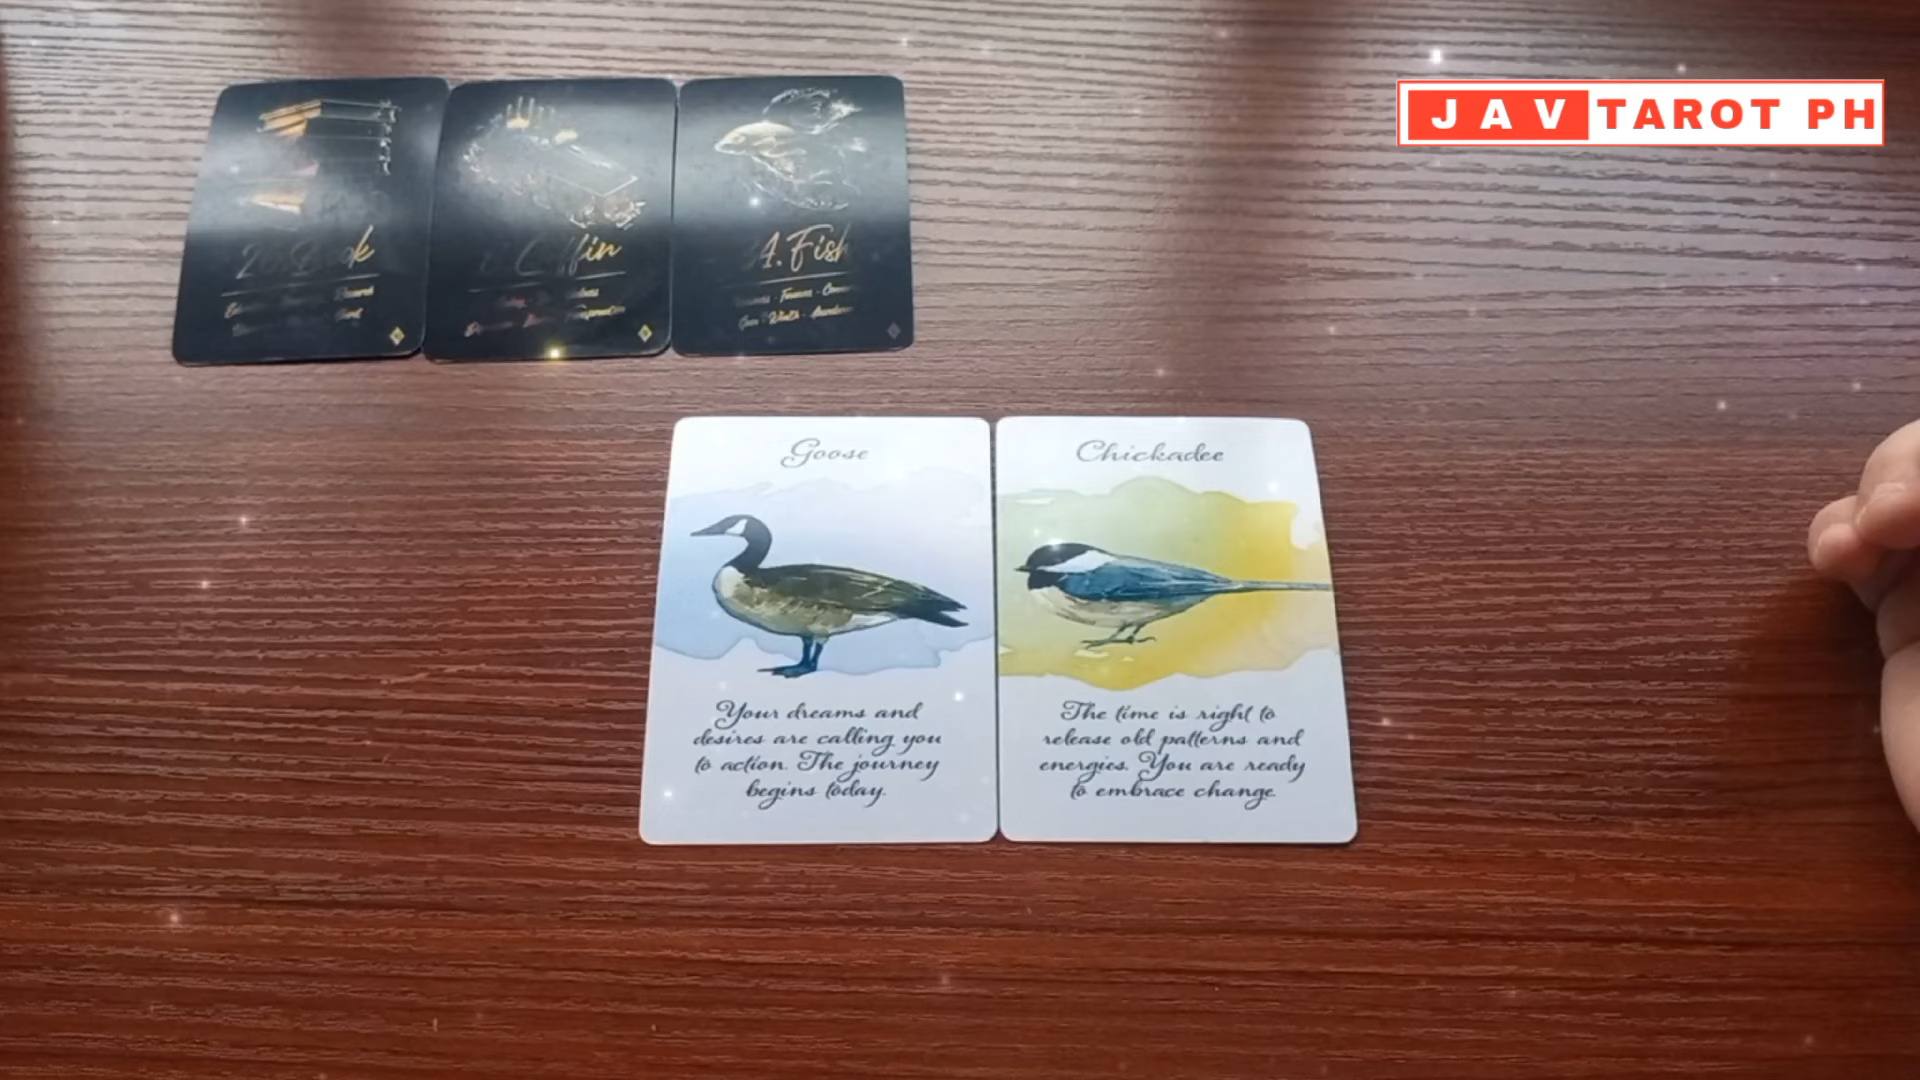 JAV TAROT PH
Coffin
Fish
Goose
Your dreams and
desires are calling you
to action. The journey
begins today.
Chickadee
The time is right to
release old patterns and
energies. You are ready
to embrace change.